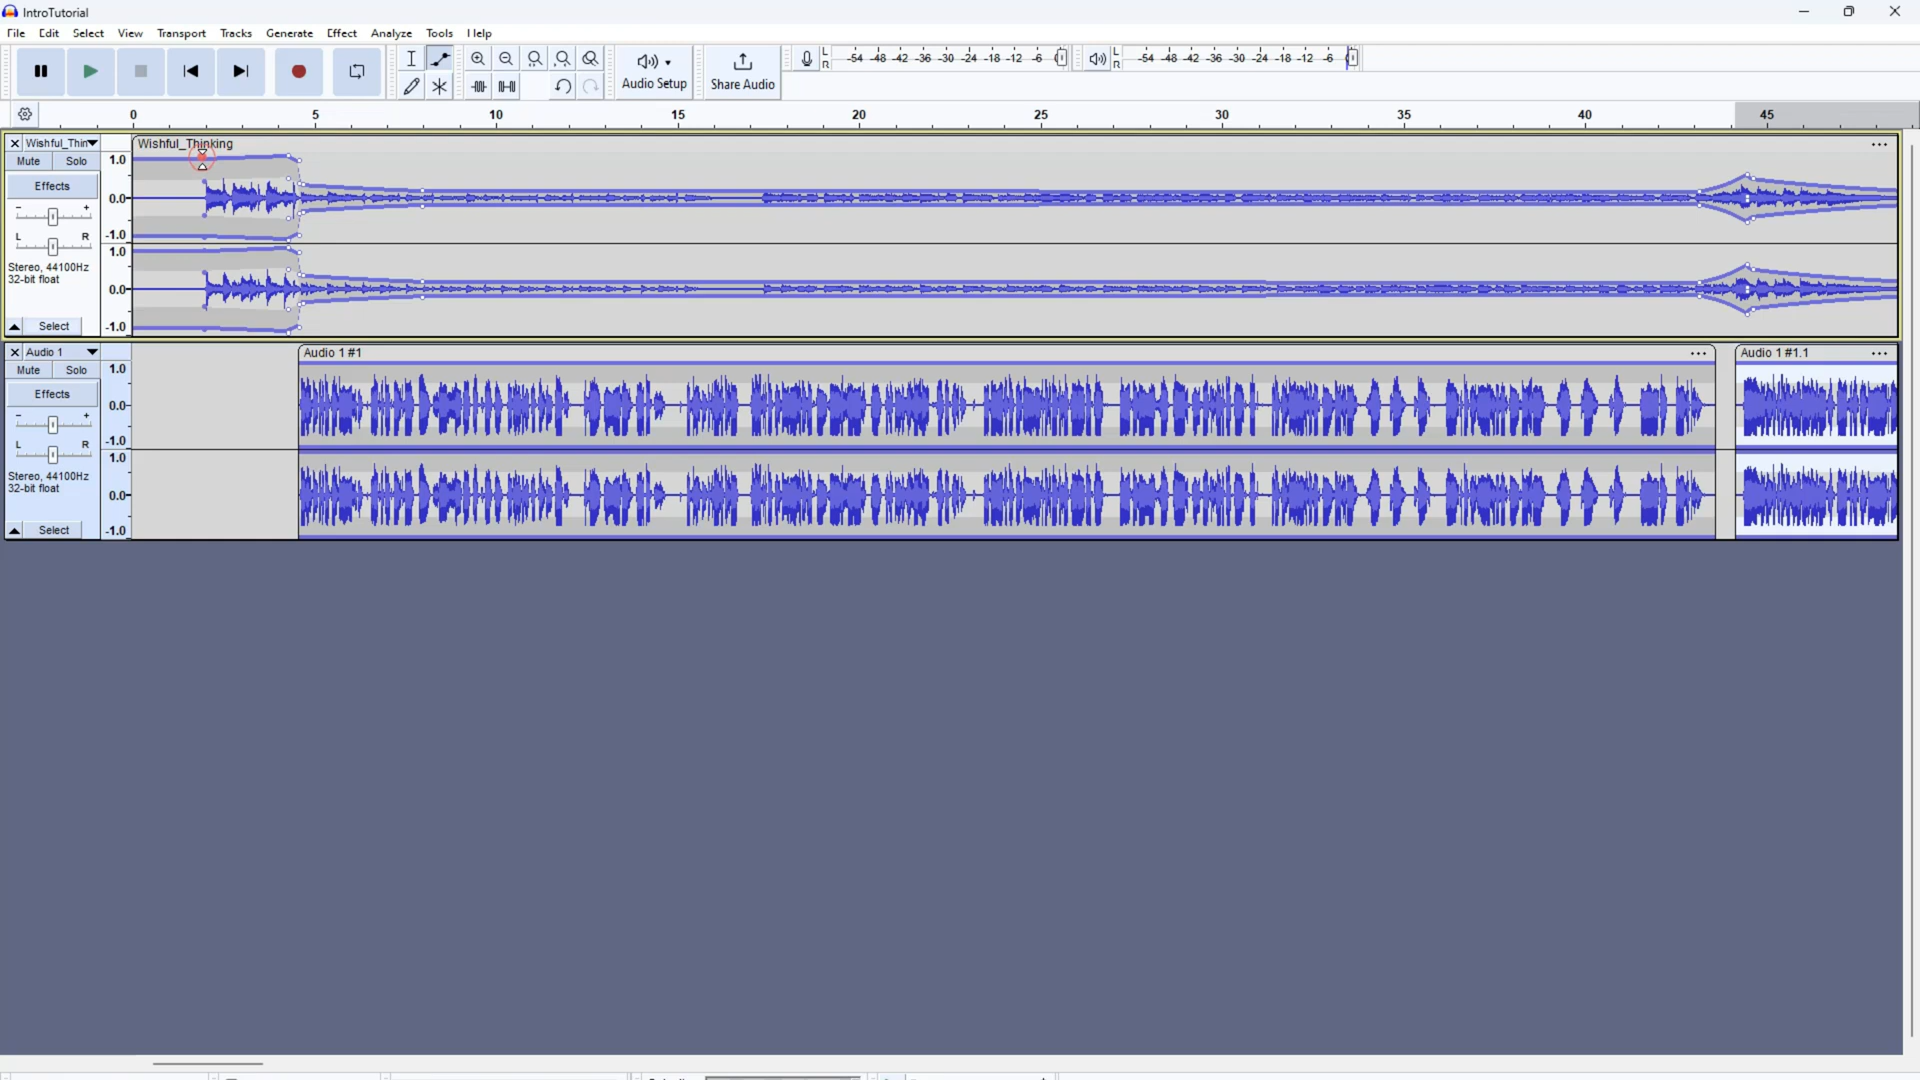 IntroTutorial
File Edit Select View Transport Tracks Generate Effect Analyze Tools Help
L R -54 -48 -42 -36 -30 -24 -18 -12 -6 0
L R -54 -48 -42 -36 -30 -24 -18 -12 -6 0
Audio Setup
Share Audio
0 5 10 15 20 25 30 35 40 45
Wishful_Thin
Mute Solo
Effects
- +
L R
Stereo, 44100Hz
32-bit float
Select
1.0
0.0
-1.0
1.0
0.0
-1.0
Wishful_Thinking
...
Audio 1
Mute Solo
Effects
- +
L R
Stereo, 44100Hz
32-bit float
Select
1.0
0.0
-1.0
1.0
0.0
-1.0
Audio 1 #1
...
Audio 1 #1.1
...